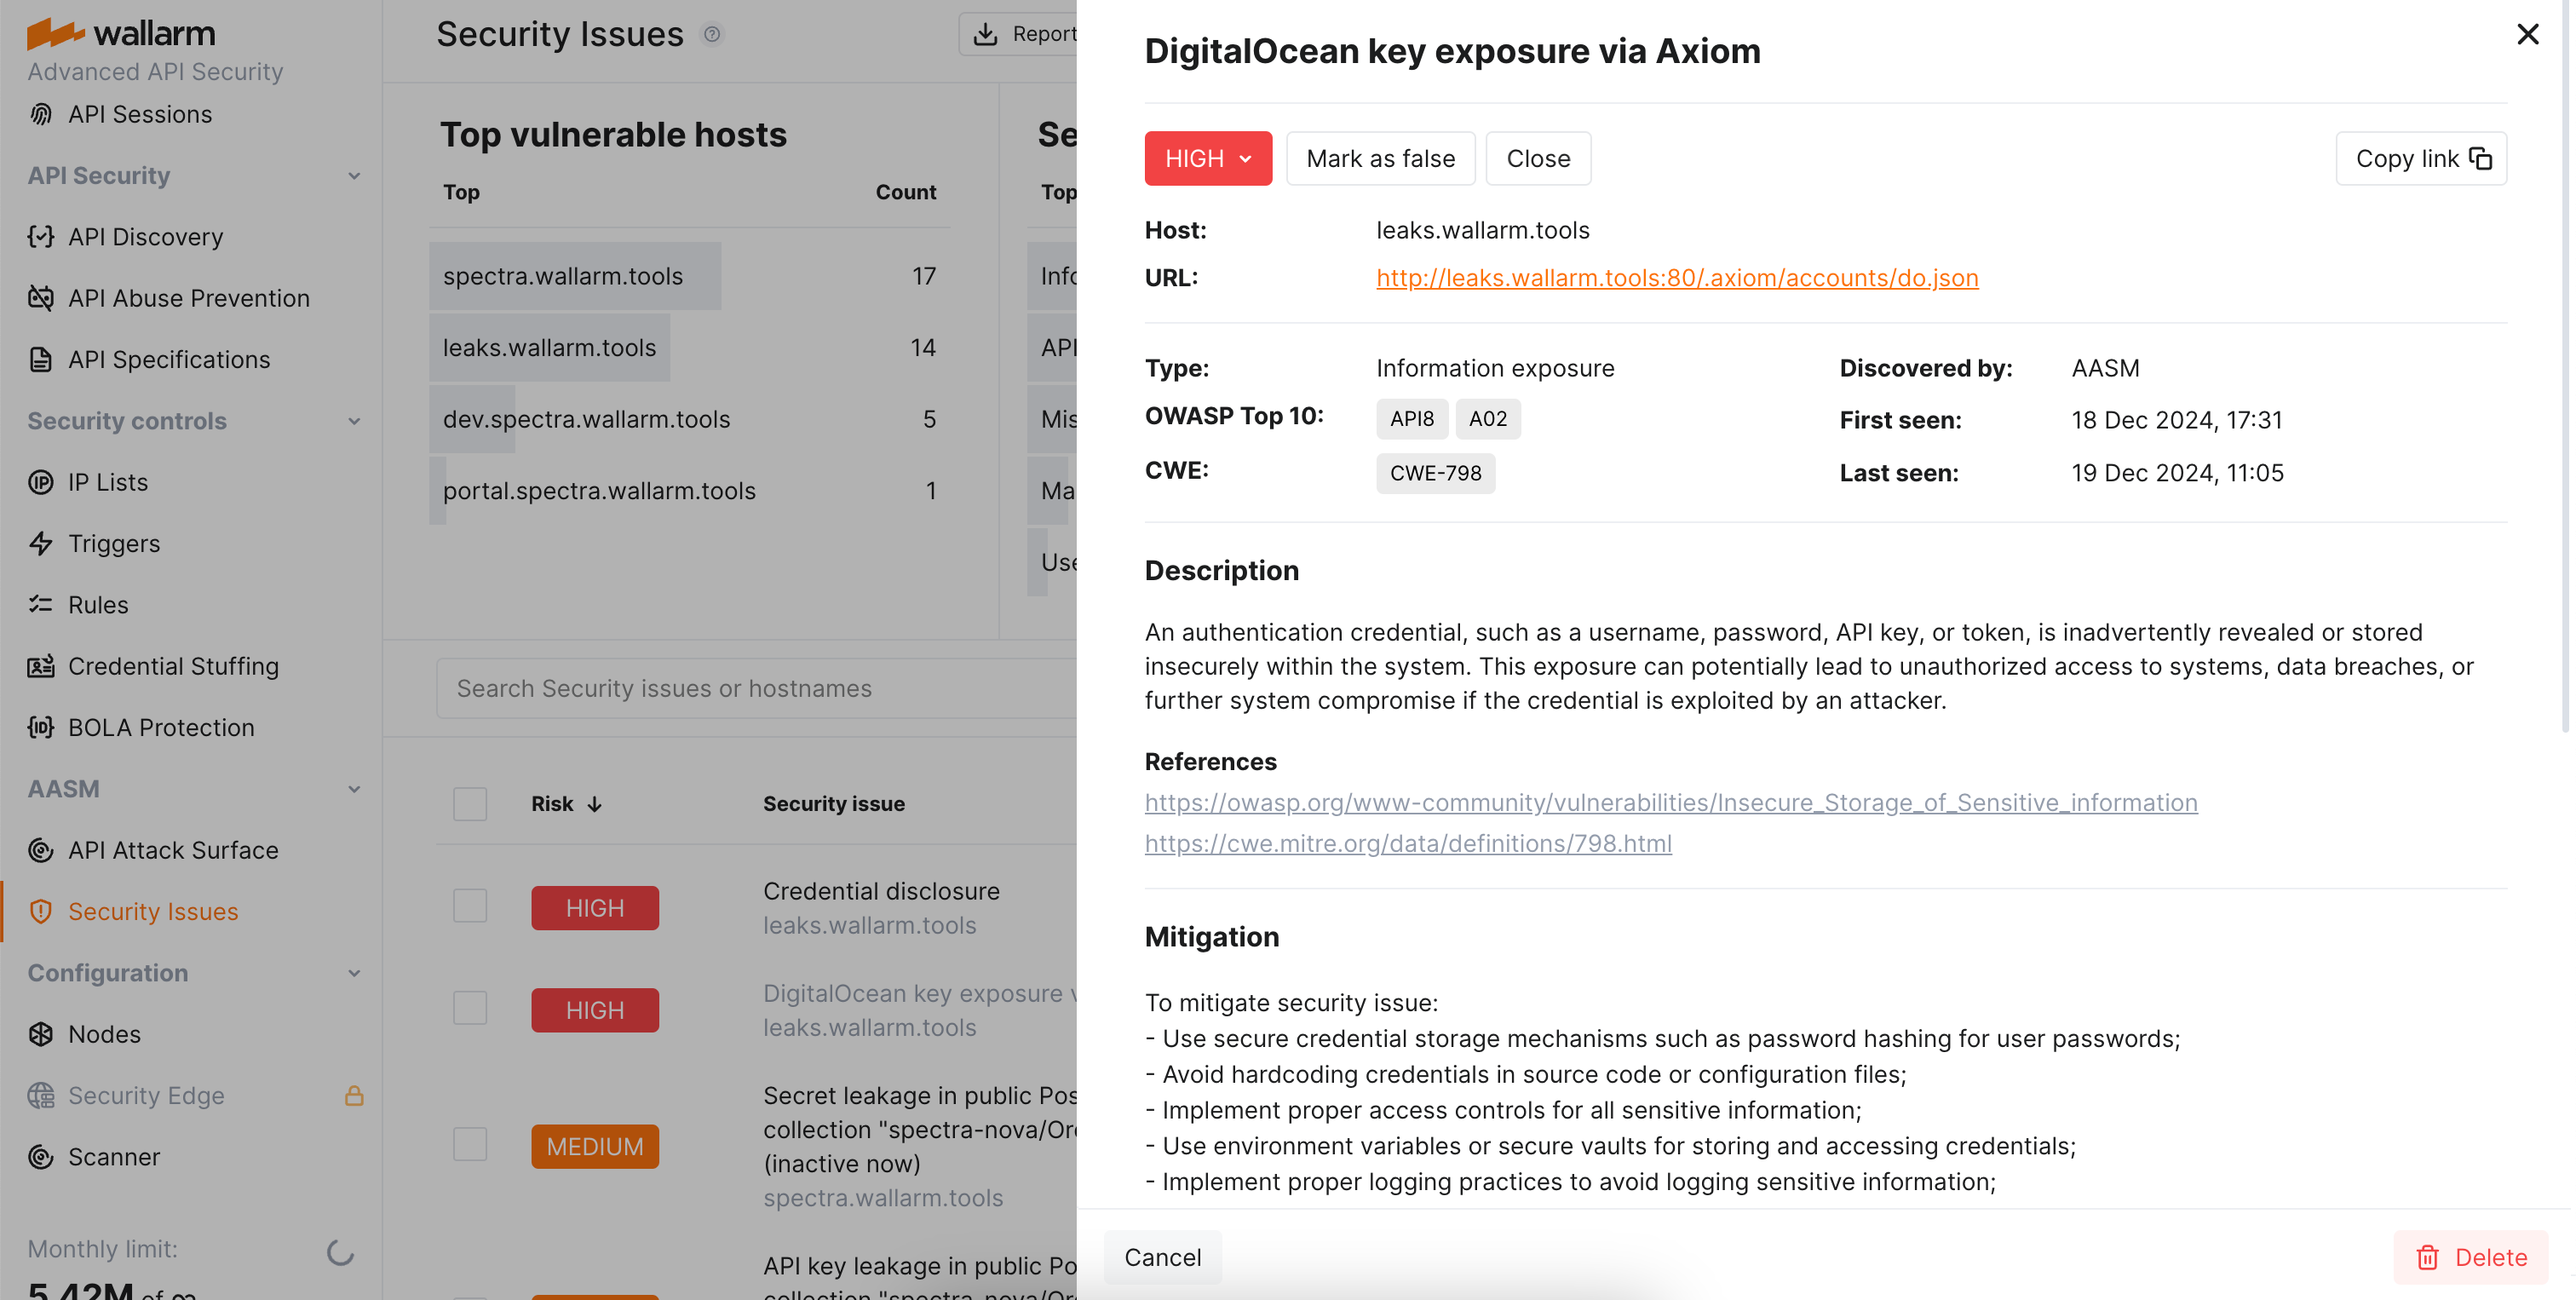 wallarm
Advanced API Security
API Sessions
API Security
API Discovery
API Abuse Prevention
API Specifications
Security controls
IP Lists
Triggers
Rules
Credential Stuffing
BOLA Protection
AASM
API Attack Surface
Security Issues
Configuration
Nodes
Security Edge
Scanner
Monthly limit:
5.42M of ∞
Security Issues
Report
Top vulnerable hosts
Top Count
spectra.wallarm.tools 17
leaks.wallarm.tools 14
dev.spectra.wallarm.tools 5
portal.spectra.wallarm.tools 1
Se
Top
Info
API
Mis
Ma
Use
Search Security issues or hostnames
Risk Security issue
HIGH Credential disclosure
leaks.wallarm.tools
HIGH DigitalOcean key exposure v
leaks.wallarm.tools
Secret leakage in public Pos
MEDIUM collection "spectra-nova/Or
(inactive now)
spectra.wallarm.tools
API key leakage in public Po
collection "spectra-nova/Or
DigitalOcean key exposure via Axiom
HIGH Mark as false Close Copy link
Host: leaks.wallarm.tools
URL: http://leaks.wallarm.tools:80/.axiom/accounts/do.json
Type: Information exposure Discovered by: AASM
OWASP Top 10: API8 A02 First seen: 18 Dec 2024, 17:31
CWE: CWE-798 Last seen: 19 Dec 2024, 11:05
Description
An authentication credential, such as a username, password, API key, or token, is inadvertently revealed or stored
insecurely within the system. This exposure can potentially lead to unauthorized access to systems, data breaches, or
further system compromise if the credential is exploited by an attacker.
References
https://owasp.org/www-community/vulnerabilities/Insecure_Storage_of_Sensitive_information
https://cwe.mitre.org/data/definitions/798.html
Mitigation
To mitigate security issue:
- Use secure credential storage mechanisms such as password hashing for user passwords;
- Avoid hardcoding credentials in source code or configuration files;
- Implement proper access controls for all sensitive information;
- Use environment variables or secure vaults for storing and accessing credentials;
- Implement proper logging practices to avoid logging sensitive information;
Cancel Delete